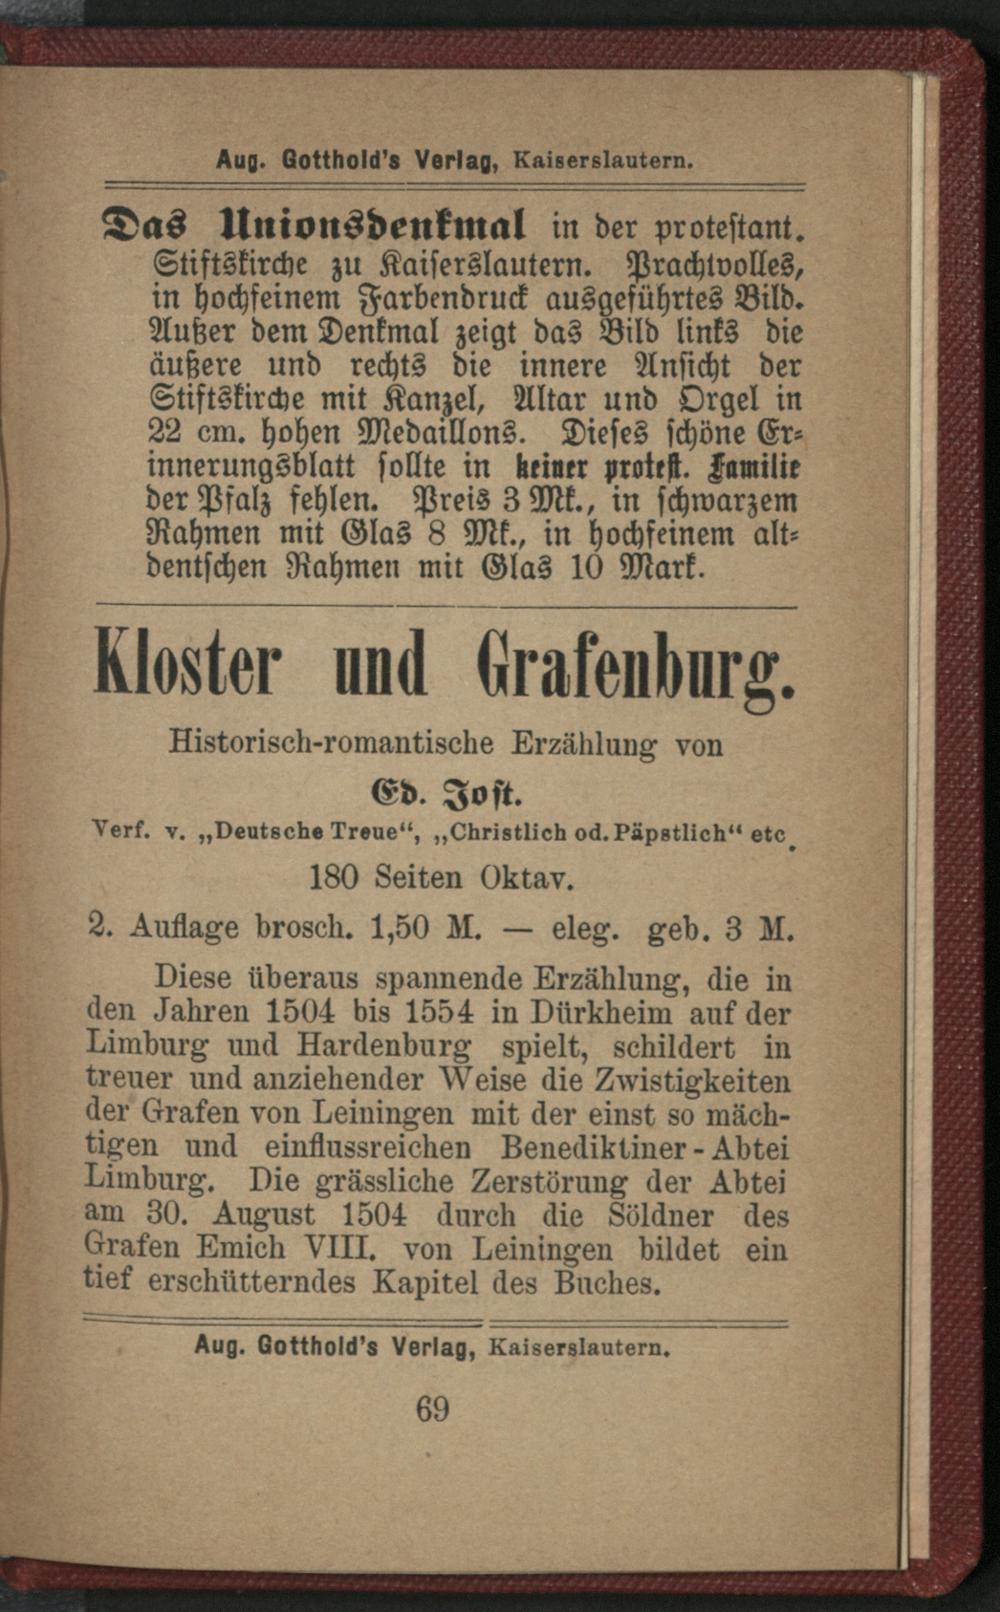 Aug. Gotthold's Verlag, Kaiserslautern.
Das Unionsdenkmal in der protestant.
Stiftskirche zu Kaiserslautern. Prachtvolles,
in hochfeinem Farbendruck ausgeführtes Bild.
Außer dem Denkmal zeigt das Bild links die
äußere und rechts die innere Ansicht der
Stiftskirche mit Kanzel, Altar und Orgel in
22 cm. hohen Medaillons. Dieses schöne Er-
innerungsblatt sollte in keiner protest. Familie
der Pfalz fehlen. Preis 3 Mk., in schwarzem
Rahmen mit Glas 8 Mk., in hochfeinem alt-
dentschen Rahmen mit Glas 10 Mark.
Kloster und Grafenburg.
Historisch-romantische Erzählung von
Ed. Jost.
Verf. v. „Deutsche Treue“, „Christlich od. Päpstlich“ etc.
180 Seiten Oktav.
2. Auflage brosch. 1,50 M. — eleg. geb. 3 M.
Diese überaus spannende Erzählung, die in
den Jahren 1504 bis 1554 in Dürkheim auf der
Limburg und Hardenburg spielt, schildert in
treuer und anziehender Weise die Zwistigkeiten
der Grafen von Leiningen mit der einst so mäch-
tigen und einflussreichen Benediktiner-Abtei
Limburg. Die grässliche Zerstörung der Abtei
am 30. August 1504 durch die Söldner des
Grafen Emich VIII. von Leiningen bildet ein
tief erschütterndes Kapitel des Buches.
Aug. Gotthold's Verlag, Kaiserslautern.
69